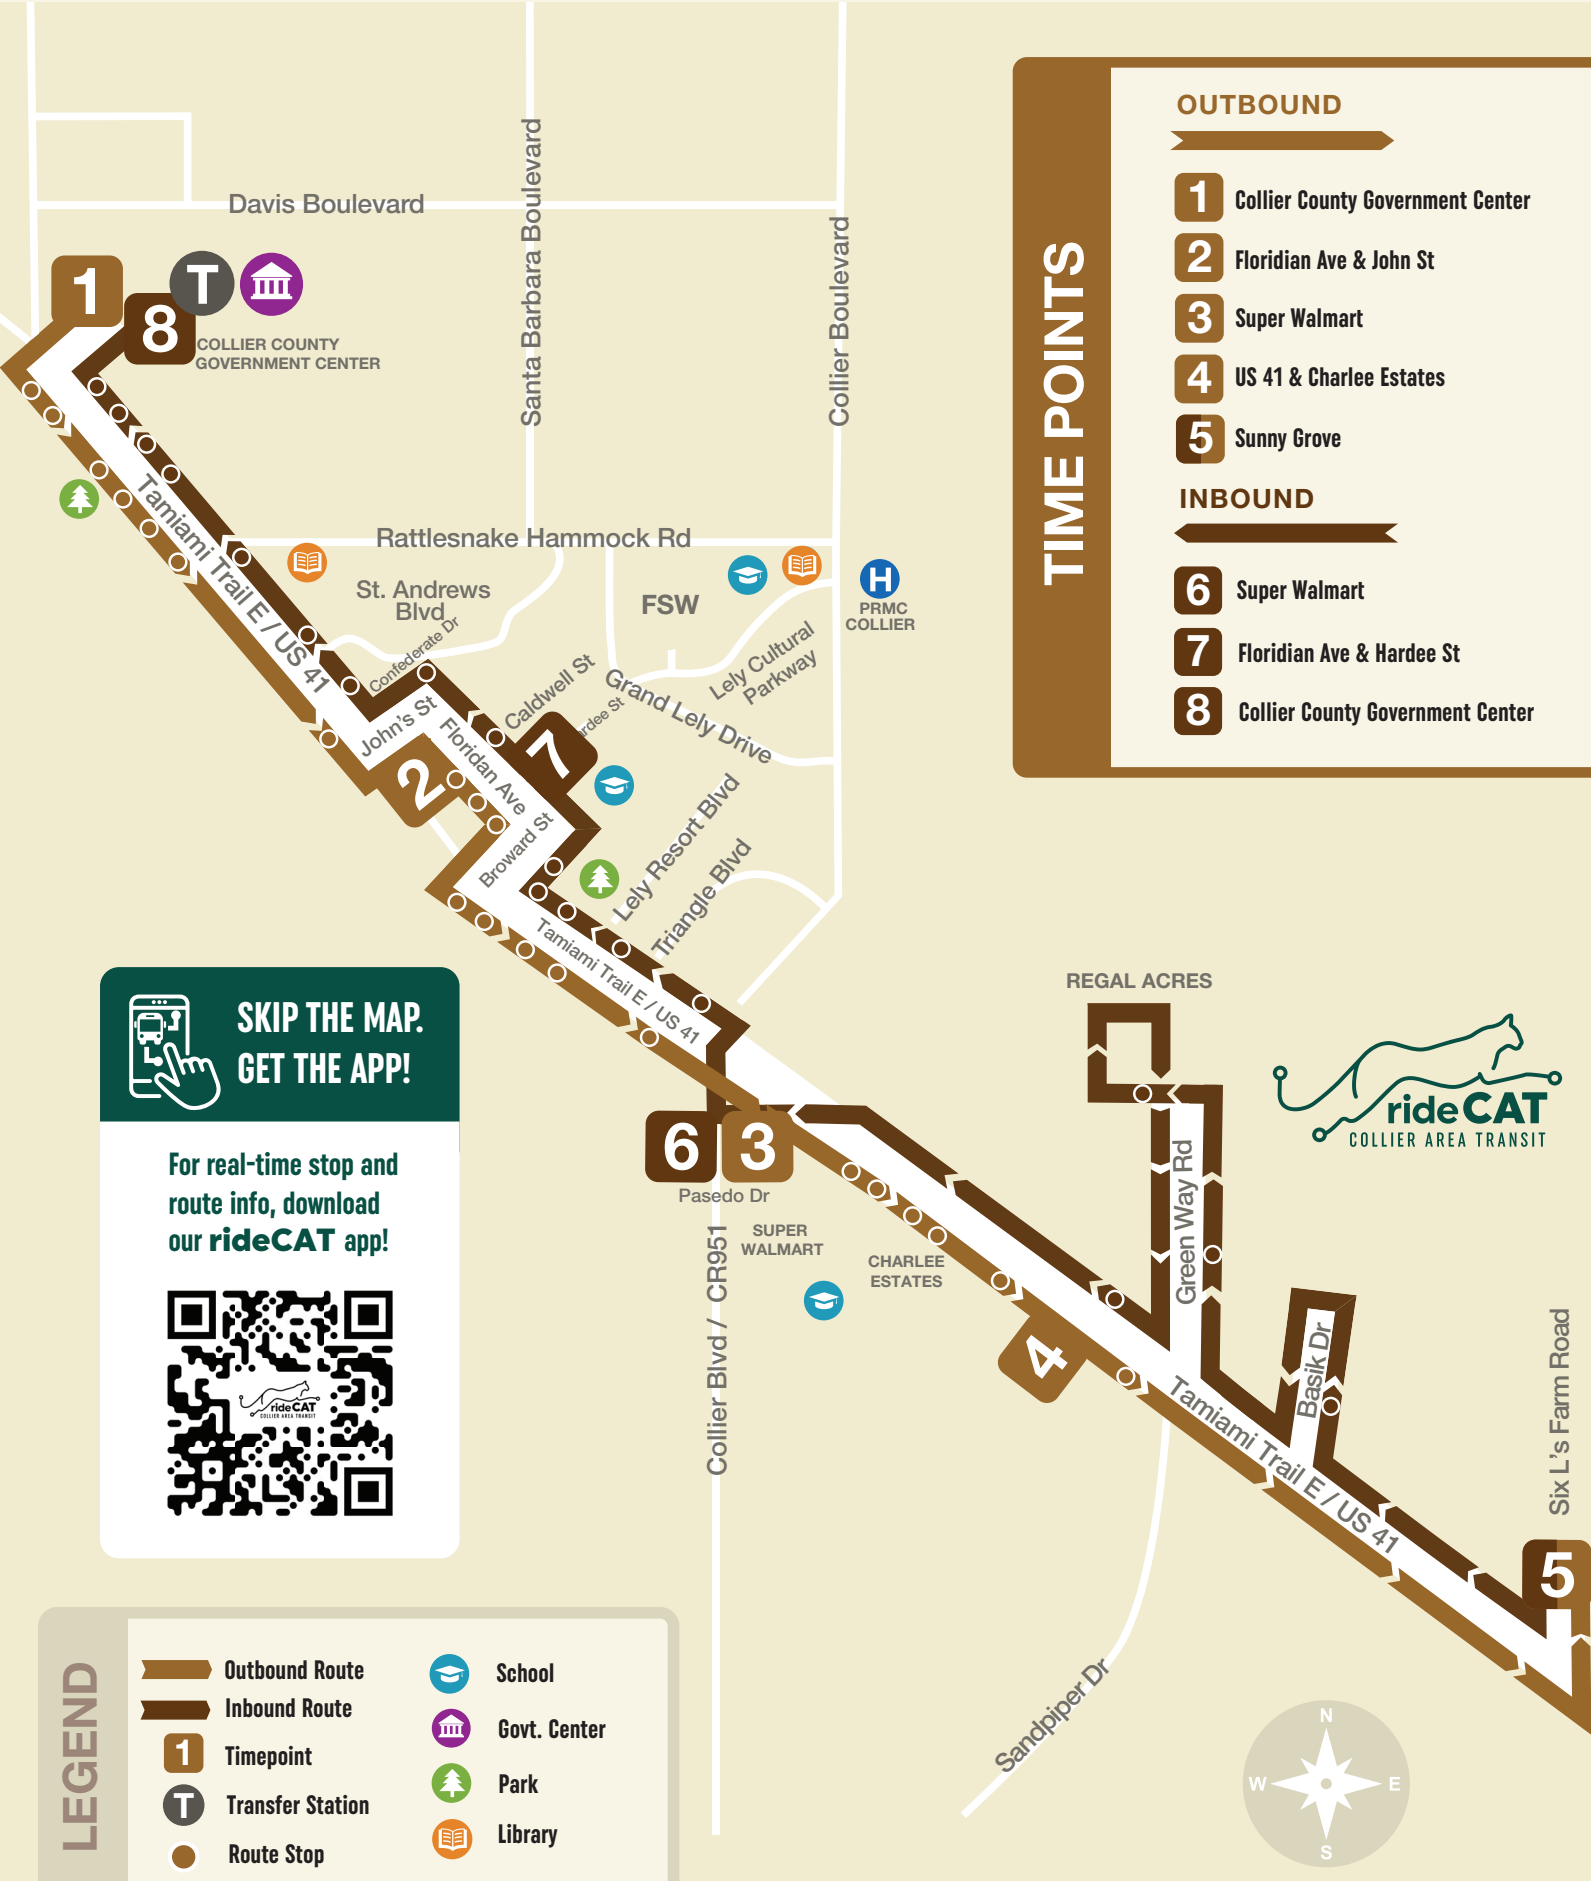 Davis Boulevard
Santa Barbara Boulevard
Collier Boulevard
1
8
T
COLLIER COUNTY
GOVERNMENT CENTER
TIME POINTS
OUTBOUND
1 Collier County Government Center
2 Floridian Ave & John St
3 Super Walmart
4 US 41 & Charlee Estates
5 Sunny Grove
INBOUND
6 Super Walmart
7 Floridian Ave & Hardee St
8 Collier County Government Center
Tamiami Trail E / US 41
Rattlesnake Hammock Rd
St. Andrews
Blvd
Confederate Dr
FSW
H
PRMC
COLLIER
Lely Cultural
Parkway
Caldwell St
ardee St
Grand Lely Drive
John's St
Floridan Ave
7
2
Broward St
Lely Resort Blvd
Triangle Blvd
Tamiami Trail E / US 41
SKIP THE MAP.
GET THE APP!
For real-time stop and
route info, download
our rideCAT app!
rideCAT
COLLIER AREA TRANSIT
6
3
Pasedo Dr
SUPER
WALMART
CHARLEE
ESTATES
Collier Blvd / CR951
4
REGAL ACRES
rideCAT
COLLIER AREA TRANSIT
Green Way Rd
Basik Dr
Six L's Farm Road
Tamiami Trail E / US 41
5
Sandpiper Dr
N
W
E
S
LEGEND
Outbound Route
Inbound Route
1 Timepoint
T Transfer Station
Route Stop
School
Govt. Center
Park
Library